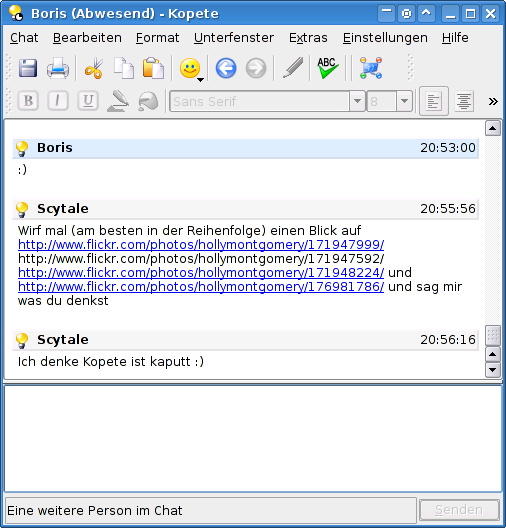 Boris (Abwesend) - Kopete
Chat Bearbeiten Format Unterfenster Extras Einstellungen Hilfe
ABC
B I U Sans Serif 8 »
Boris 20:53:00
:)
Scytale 20:55:56
Wirf mal (am besten in der Reihenfolge) einen Blick auf
http://www.flickr.com/photos/hollymontgomery/171947999/
http://www.flickr.com/photos/hollymontgomery/171947592/
http://www.flickr.com/photos/hollymontgomery/171948224/ und
http://www.flickr.com/photos/hollymontgomery/176981786/ und sag mir
was du denkst
Scytale 20:56:16
Ich denke Kopete ist kaputt :)
Eine weitere Person im Chat Senden